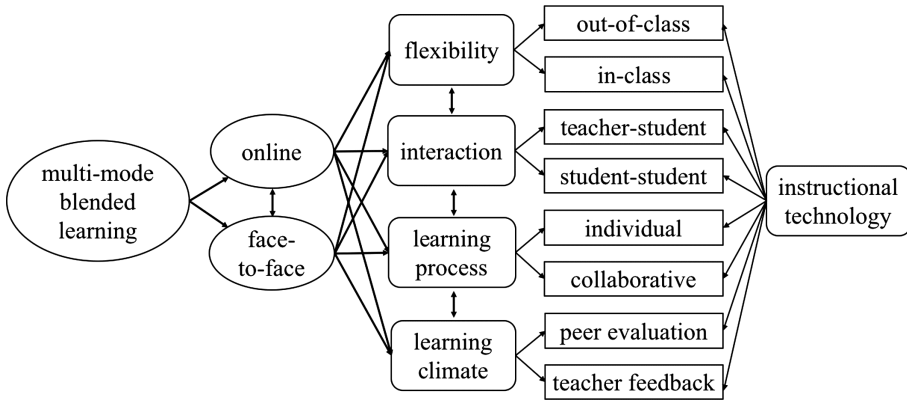 multi-mode
blended
learning
online
face-
to-face
flexibility
interaction
learning
process
learning
climate
out-of-class
in-class
teacher-student
student-student
individual
collaborative
peer evaluation
teacher feedback
instructional
technology